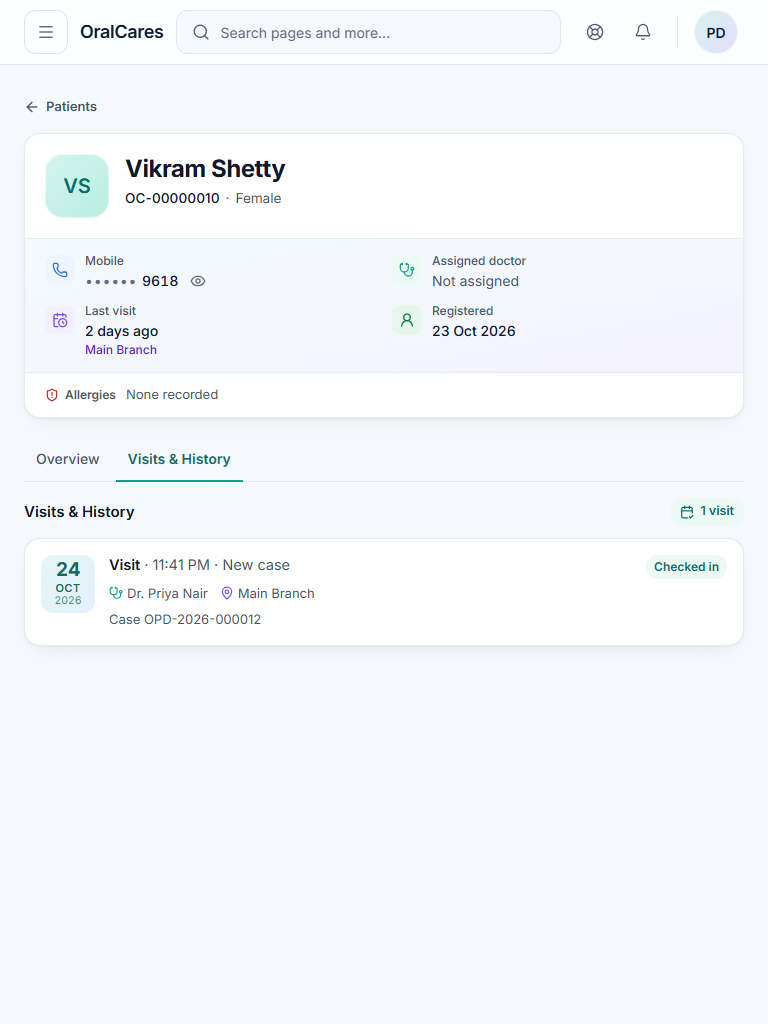 OralCares
Search pages and more...
PD
Patients
VS
Vikram Shetty
OC-00000010 · Female
Mobile
•••••• 9618
Assigned doctor
Not assigned
Last visit
2 days ago
Main Branch
Registered
23 Oct 2026
Allergies None recorded
Overview
Visits & History
Visits & History
1 visit
24
OCT
2026
Visit · 11:41 PM · New case
Dr. Priya Nair Main Branch
Case OPD-2026-000012
Checked in